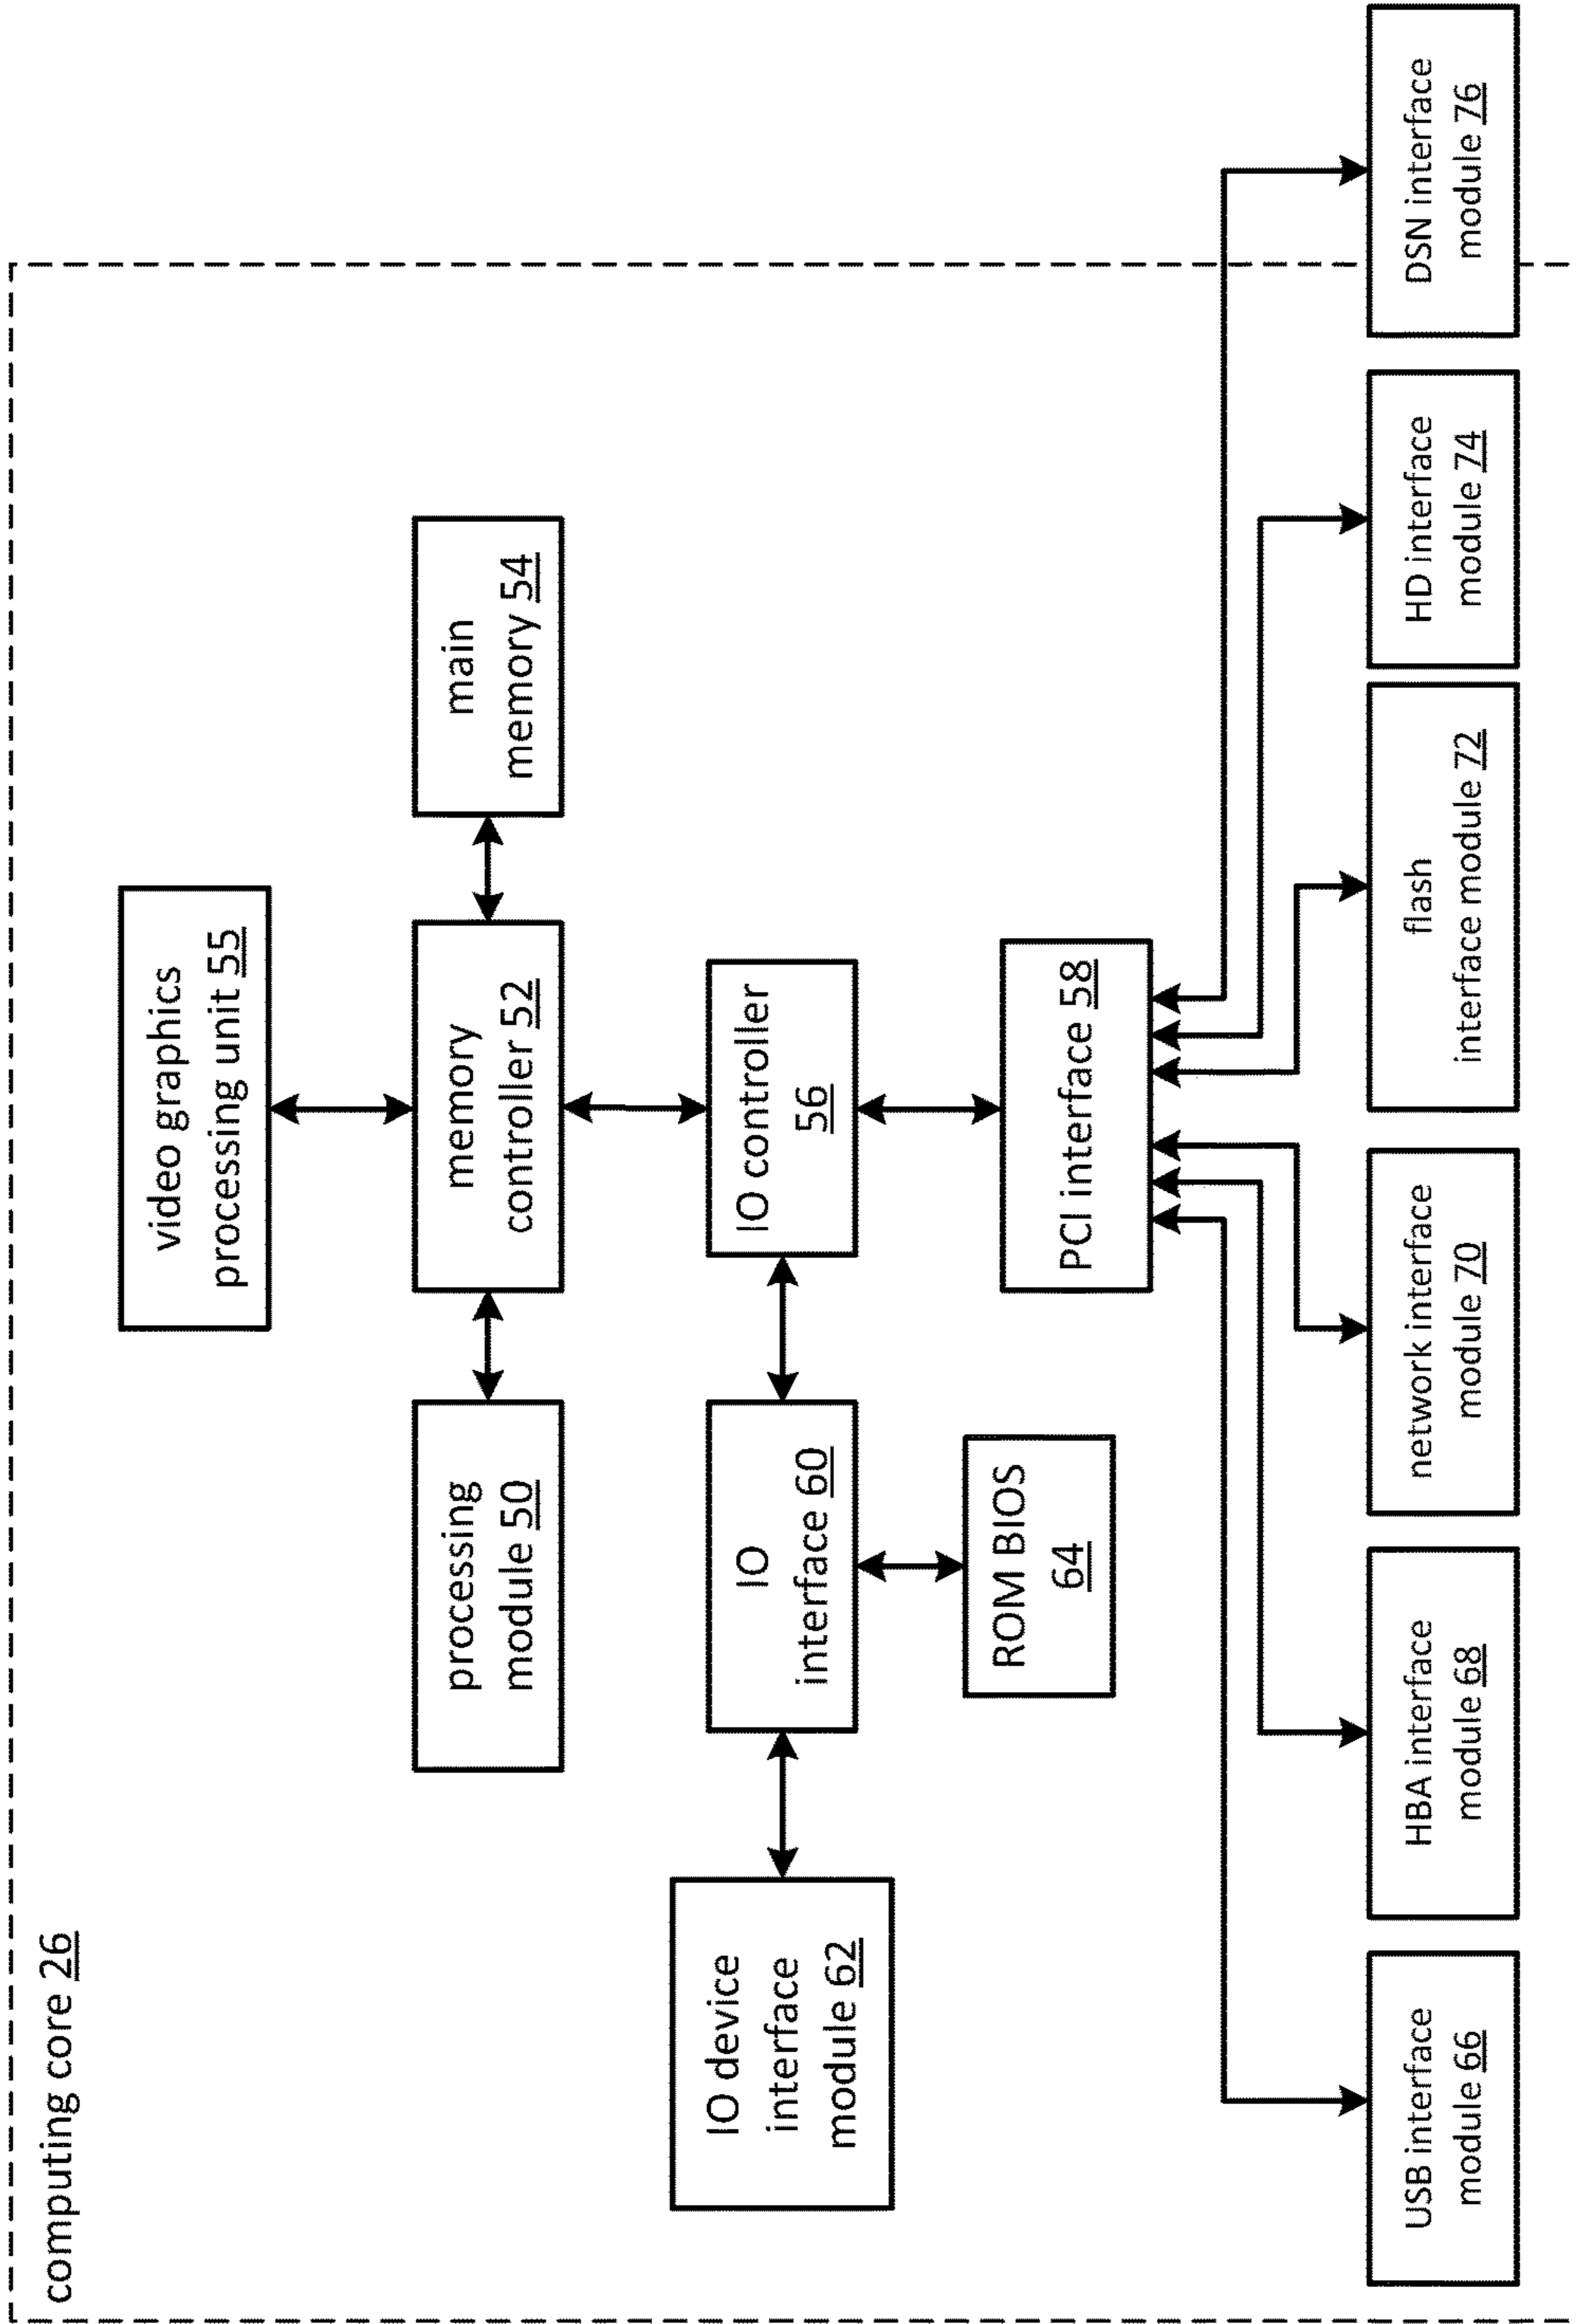 computing core 26
video graphics
processing unit 55
processing
module 50
memory
controller 52
main
memory 54
IO device
interface
module 62
IO
interface 60
IO controller
56
ROM BIOS
64
PCI interface 58
USB interface
module 66
HBA interface
module 68
network interface
module 70
flash
interface module 72
HD interface
module 74
DSN interface
module 76